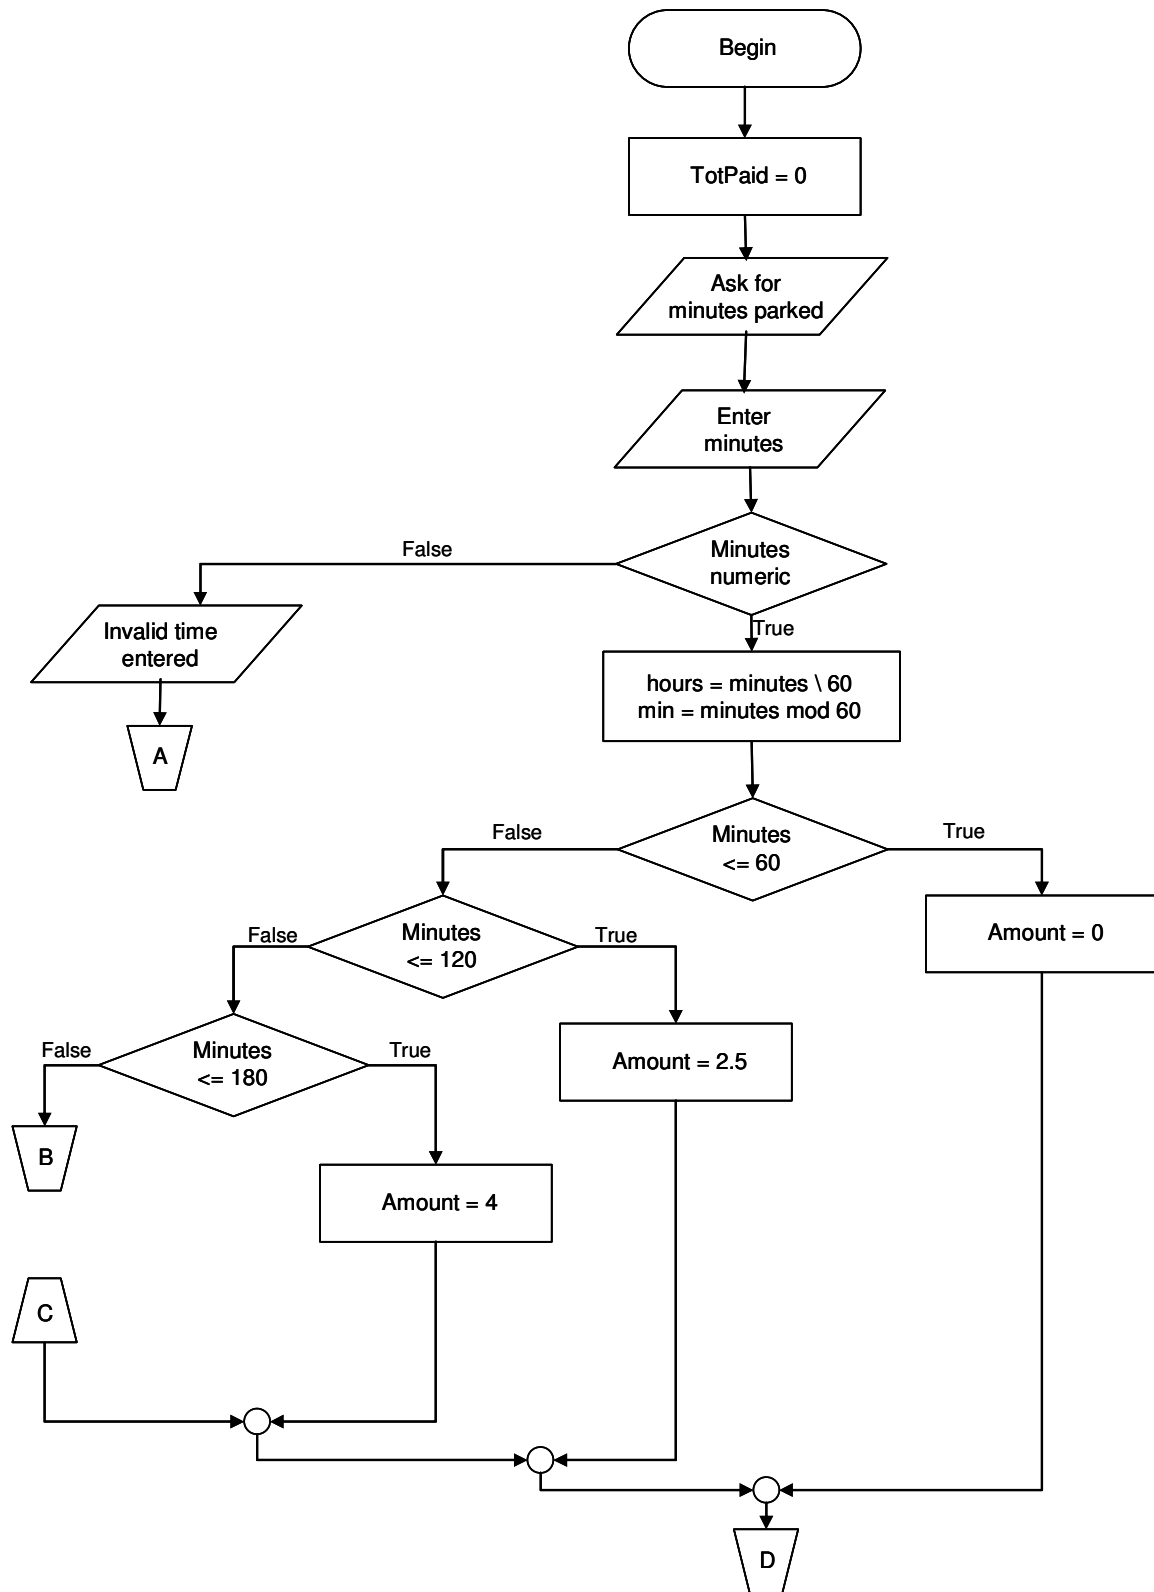 Begin
TotPaid = 0
Ask for
minutes parked
Enter
minutes
Minutes
numeric
False
True
Invalid time
entered
A
hours = minutes \ 60
min = minutes mod 60
Minutes
<= 60
False
True
Amount = 0
Minutes
<= 120
False
True
Amount = 2.5
Minutes
<= 180
False
True
B
Amount = 4
C
D